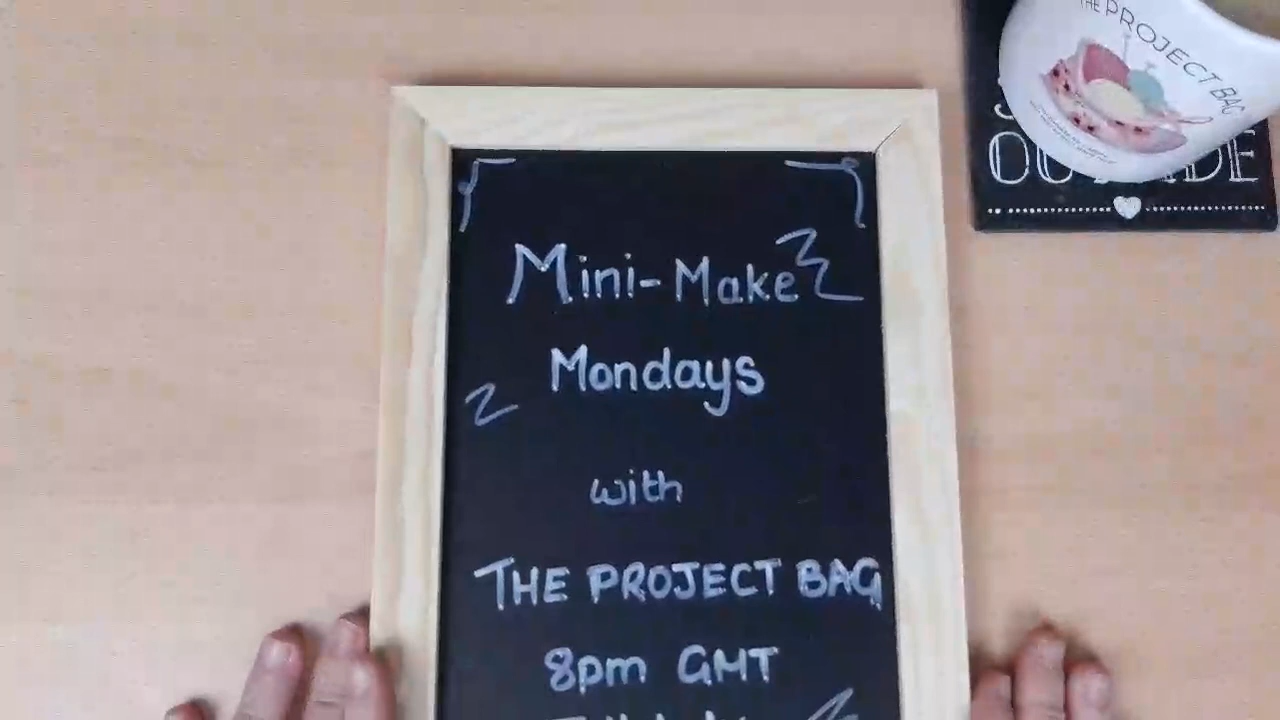 Mini-Make
Mondays
with
THE PROJECT BAG
8pm GMT
THE PROJECT BAG